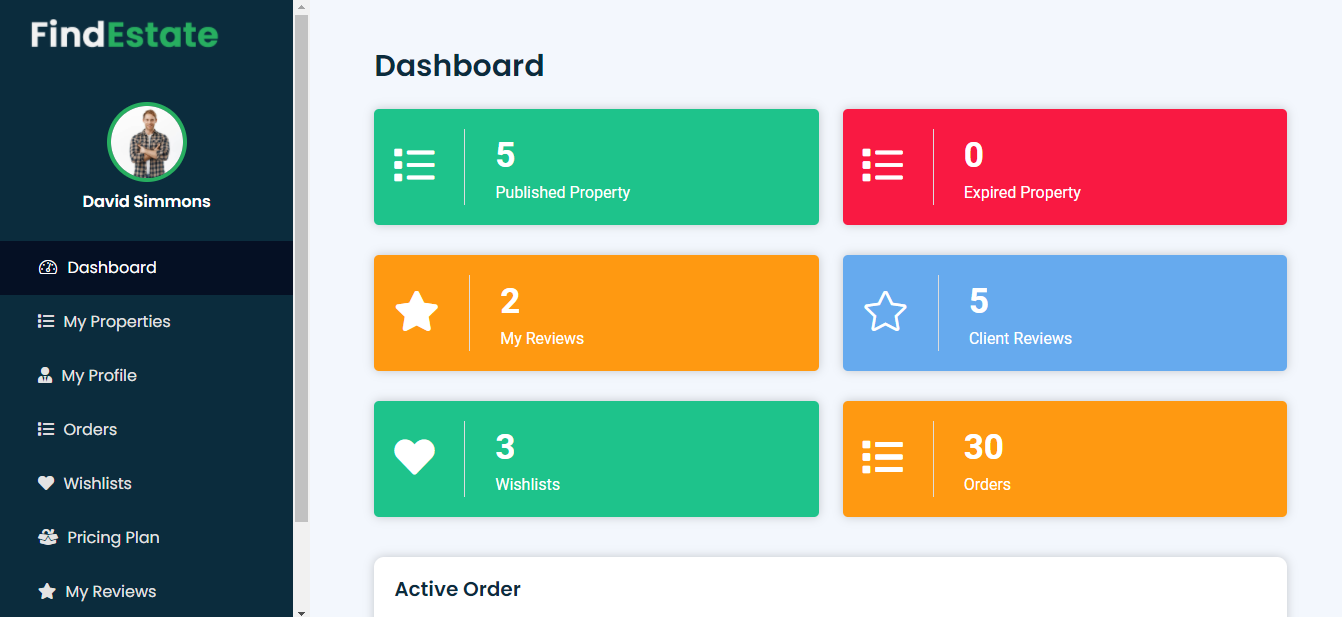 FindEstate
David Simmons
Dashboard
My Properties
My Profile
Orders
Wishlists
Pricing Plan
My Reviews
Dashboard
5
Published Property
0
Expired Property
2
My Reviews
5
Client Reviews
3
Wishlists
30
Orders
Active Order